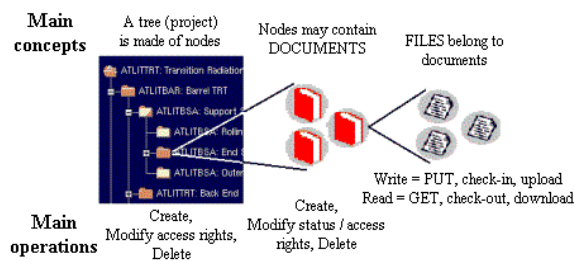 Main
concepts
A tree (project)
is made of nodes
Nodes may contain
DOCUMENTS
FILES belong to
documents
ATLITTRT: Transition Radiation
ATLITBAR: Barrel TRT
ATLITBSA: Support S
ATLITBSA: Rollin
ATLITBSA: End S
ATLITBSA: Outer
ATLITTRT: Back End
Write = PUT, check-in, upload
Read = GET, check-out, download
Main
operations
Create,
Modify access rights,
Delete
Create,
Modify status / access
rights, Delete